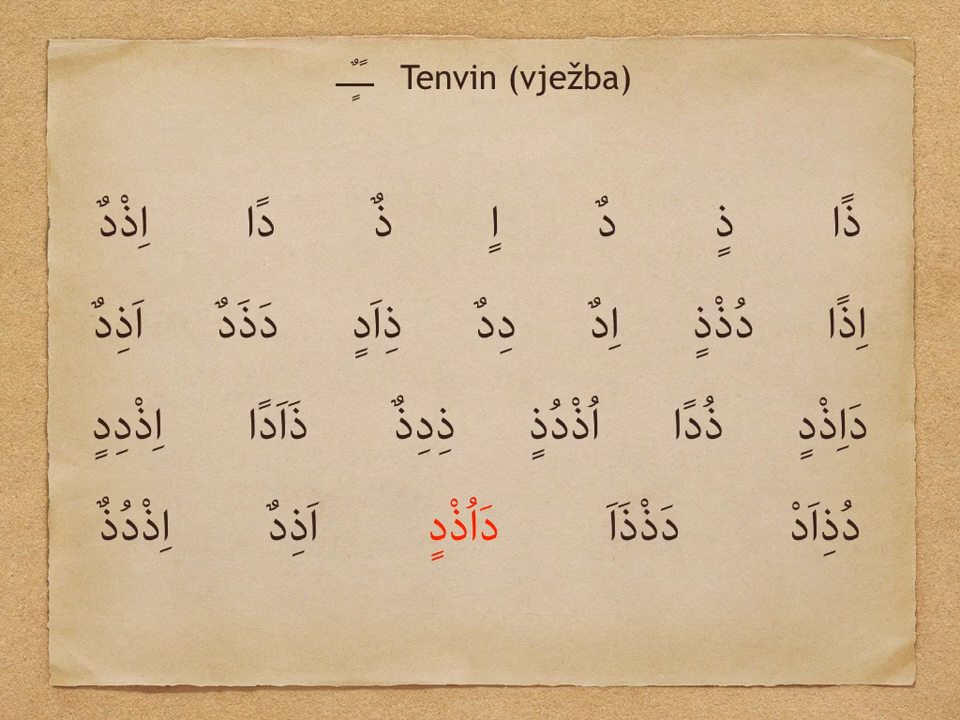 ـًـٌـٍ Tenvin (vježba)
ذًا ذٍ دٌ اٍ ذٌ دًا اِذْدٌ
اِذًا دُذْذٍ اِدٌ دِدٌ ذِاَدٍ دَذَدٌ اَذِدٌ
دَاِذْدٍ ذُدًا اُذْدُذٍ ذِدِذٌ ذَاَدًا اِذْدِدٍ
دُذِاَدْ دَذْذَاَ دَاُذْدٍ اَذِدٌ اِذْدُذٌ